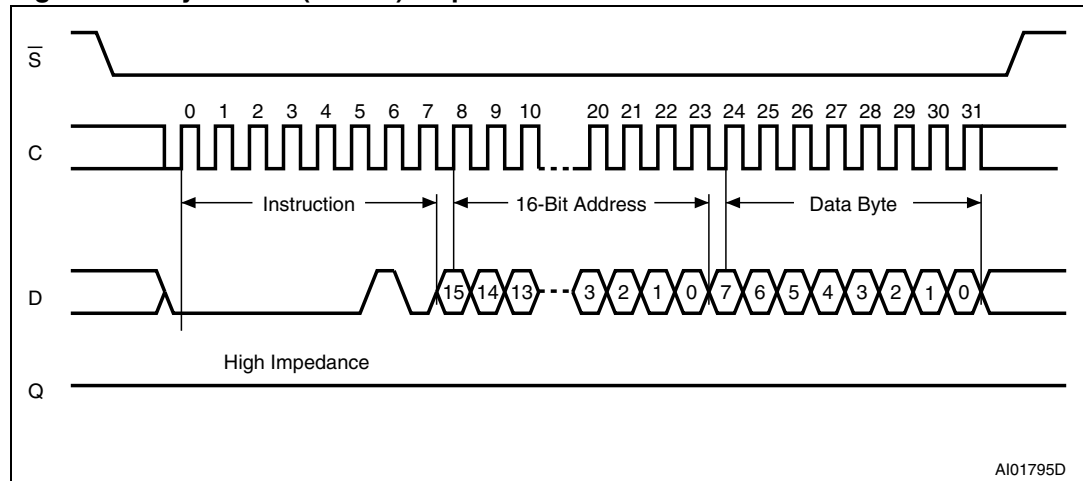 S
0 1 2 3 4 5 6 7 8 9 10 20 21 22 23 24 25 26 27 28 29 30 31
C
Instruction 16-Bit Address Data Byte
D
15 14 13 3 2 1 0 7 6 5 4 3 2 1 0
High Impedance
Q
AI01795D